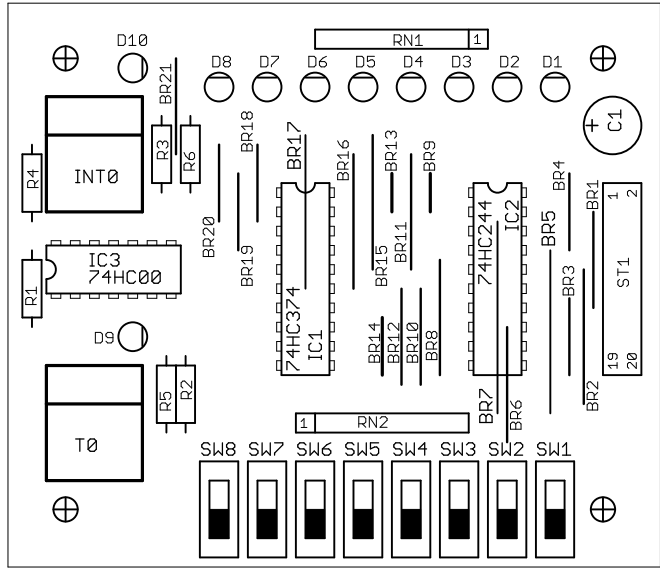 RN1 1
D10
D8 D7 D6 D5 D4 D3 D2 D1
BR21
C1
+
R4
INT0
R3
R6
BR18
BR17
BR16
BR13
BR9
BR4
BR1
1 2
BR20
BR19
BR15
BR11
74HC244
IC2
BR5
BR3
ST1
IC3
74HC00
R1
74HC374
IC1
BR14
BR12
BR10
BR8
19 20
D9
R5
R2
BR7
BR6
BR2
T0
1 RN2
SW8 SW7 SW6 SW5 SW4 SW3 SW2 SW1